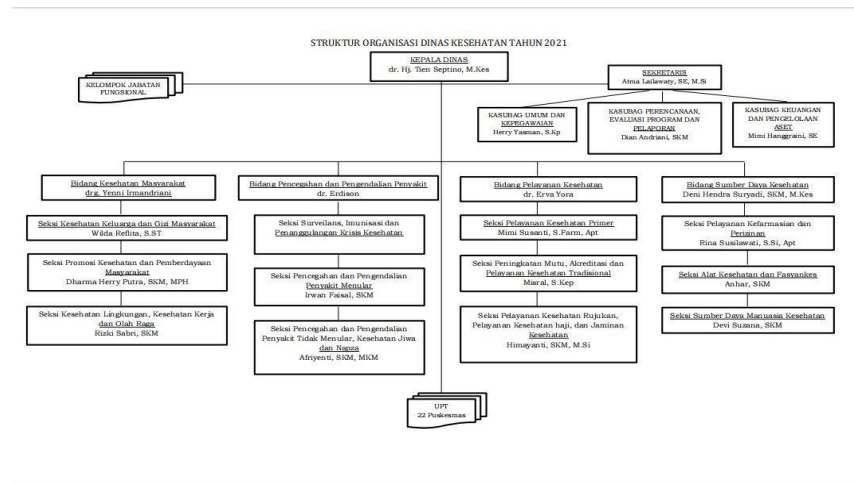 STRUKTUR ORGANISASI DINAS KESEHATAN TAHUN 2021
KEPALA DINAS
dr. Hj. Tien Septino, M.Kes
KELOMPOK JABATAN
FUNGSIONAL
SEKRETARIS
Atma Lailawaty, SE, M.Si
KASUBAG UMUM DAN
KEPEGAWAIAN
Herry Yasman, S.Kp
KASUBAG PERENCANAAN,
EVALUASI PROGRAM DAN
PELAPORAN
Dian Andriani, SKM
KASUBAG KEUANGAN
DAN PENGELOLAAN
ASET
Mimi Hanggraini, SE
Bidang Kesehatan Masyarakat
drg. Yenni Irmandriani
Seksi Kesehatan Keluarga dan Gizi Masyarakat
Wilda Reflita, S.ST
Seksi Promosi Kesehatan dan Pemberdayaan
Masyarakat
Dharma Herry Putra, SKM, MPH
Seksi Kesehatan Lingkungan, Kesehatan Kerja
dan Olah Raga
Rizki Sabri, SKM
Bidang Pencegahan dan Pengendalian Penyakit
dr. Erdison
Seksi Surveilans, Imunisasi dan
Penanggulangan Krisis Kesehatan
Seksi Pencegahan dan Pengendalian
Penyakit Menular
Irwan Faisal, SKM
Seksi Pencegahan dan Pengendalian
Penyakit Tidak Menular, Kesehatan Jiwa
dan Napza
Afriyenti, SKM, MKM
Bidang Pelayanan Kesehatan
dr. Erva Yora
Seksi Pelayanan Kesehatan Primer
Mimi Susanti, S.Farm, Apt
Seksi Peningkatan Mutu, Akreditasi dan
Pelayanan Kesehatan Tradisional
Misral, S.Kep
Seksi Pelayanan Kesehatan Rujukan,
Pelayanan Kesehatan haji, dan Jaminan
Kesehatan
Himayanti, SKM, M.Si
Bidang Sumber Daya Kesehatan
Deni Hendra Suryadi, SKM, M.Kes
Seksi Pelayanan Kefarmasian dan
Perizinan
Rina Susilawati, S.Si, Apt
Seksi Alat Kesehatan dan Fasyankes
Anhar, SKM
Seksi Sumber Daya Manuasia Kesehatan
Devi Suzana, SKM
UPT
22 Puskesmas